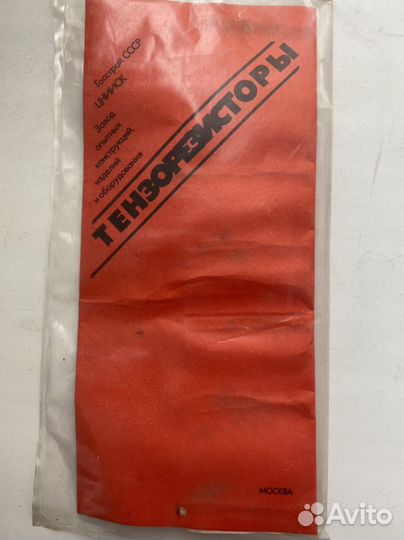 Госстрой СССР
ЦНИИСК
Завод
опытных
конструкций,
изделий
и оборудования
ТЕНЗОРЕЗИСТОРЫ
МОСКВА
Avito